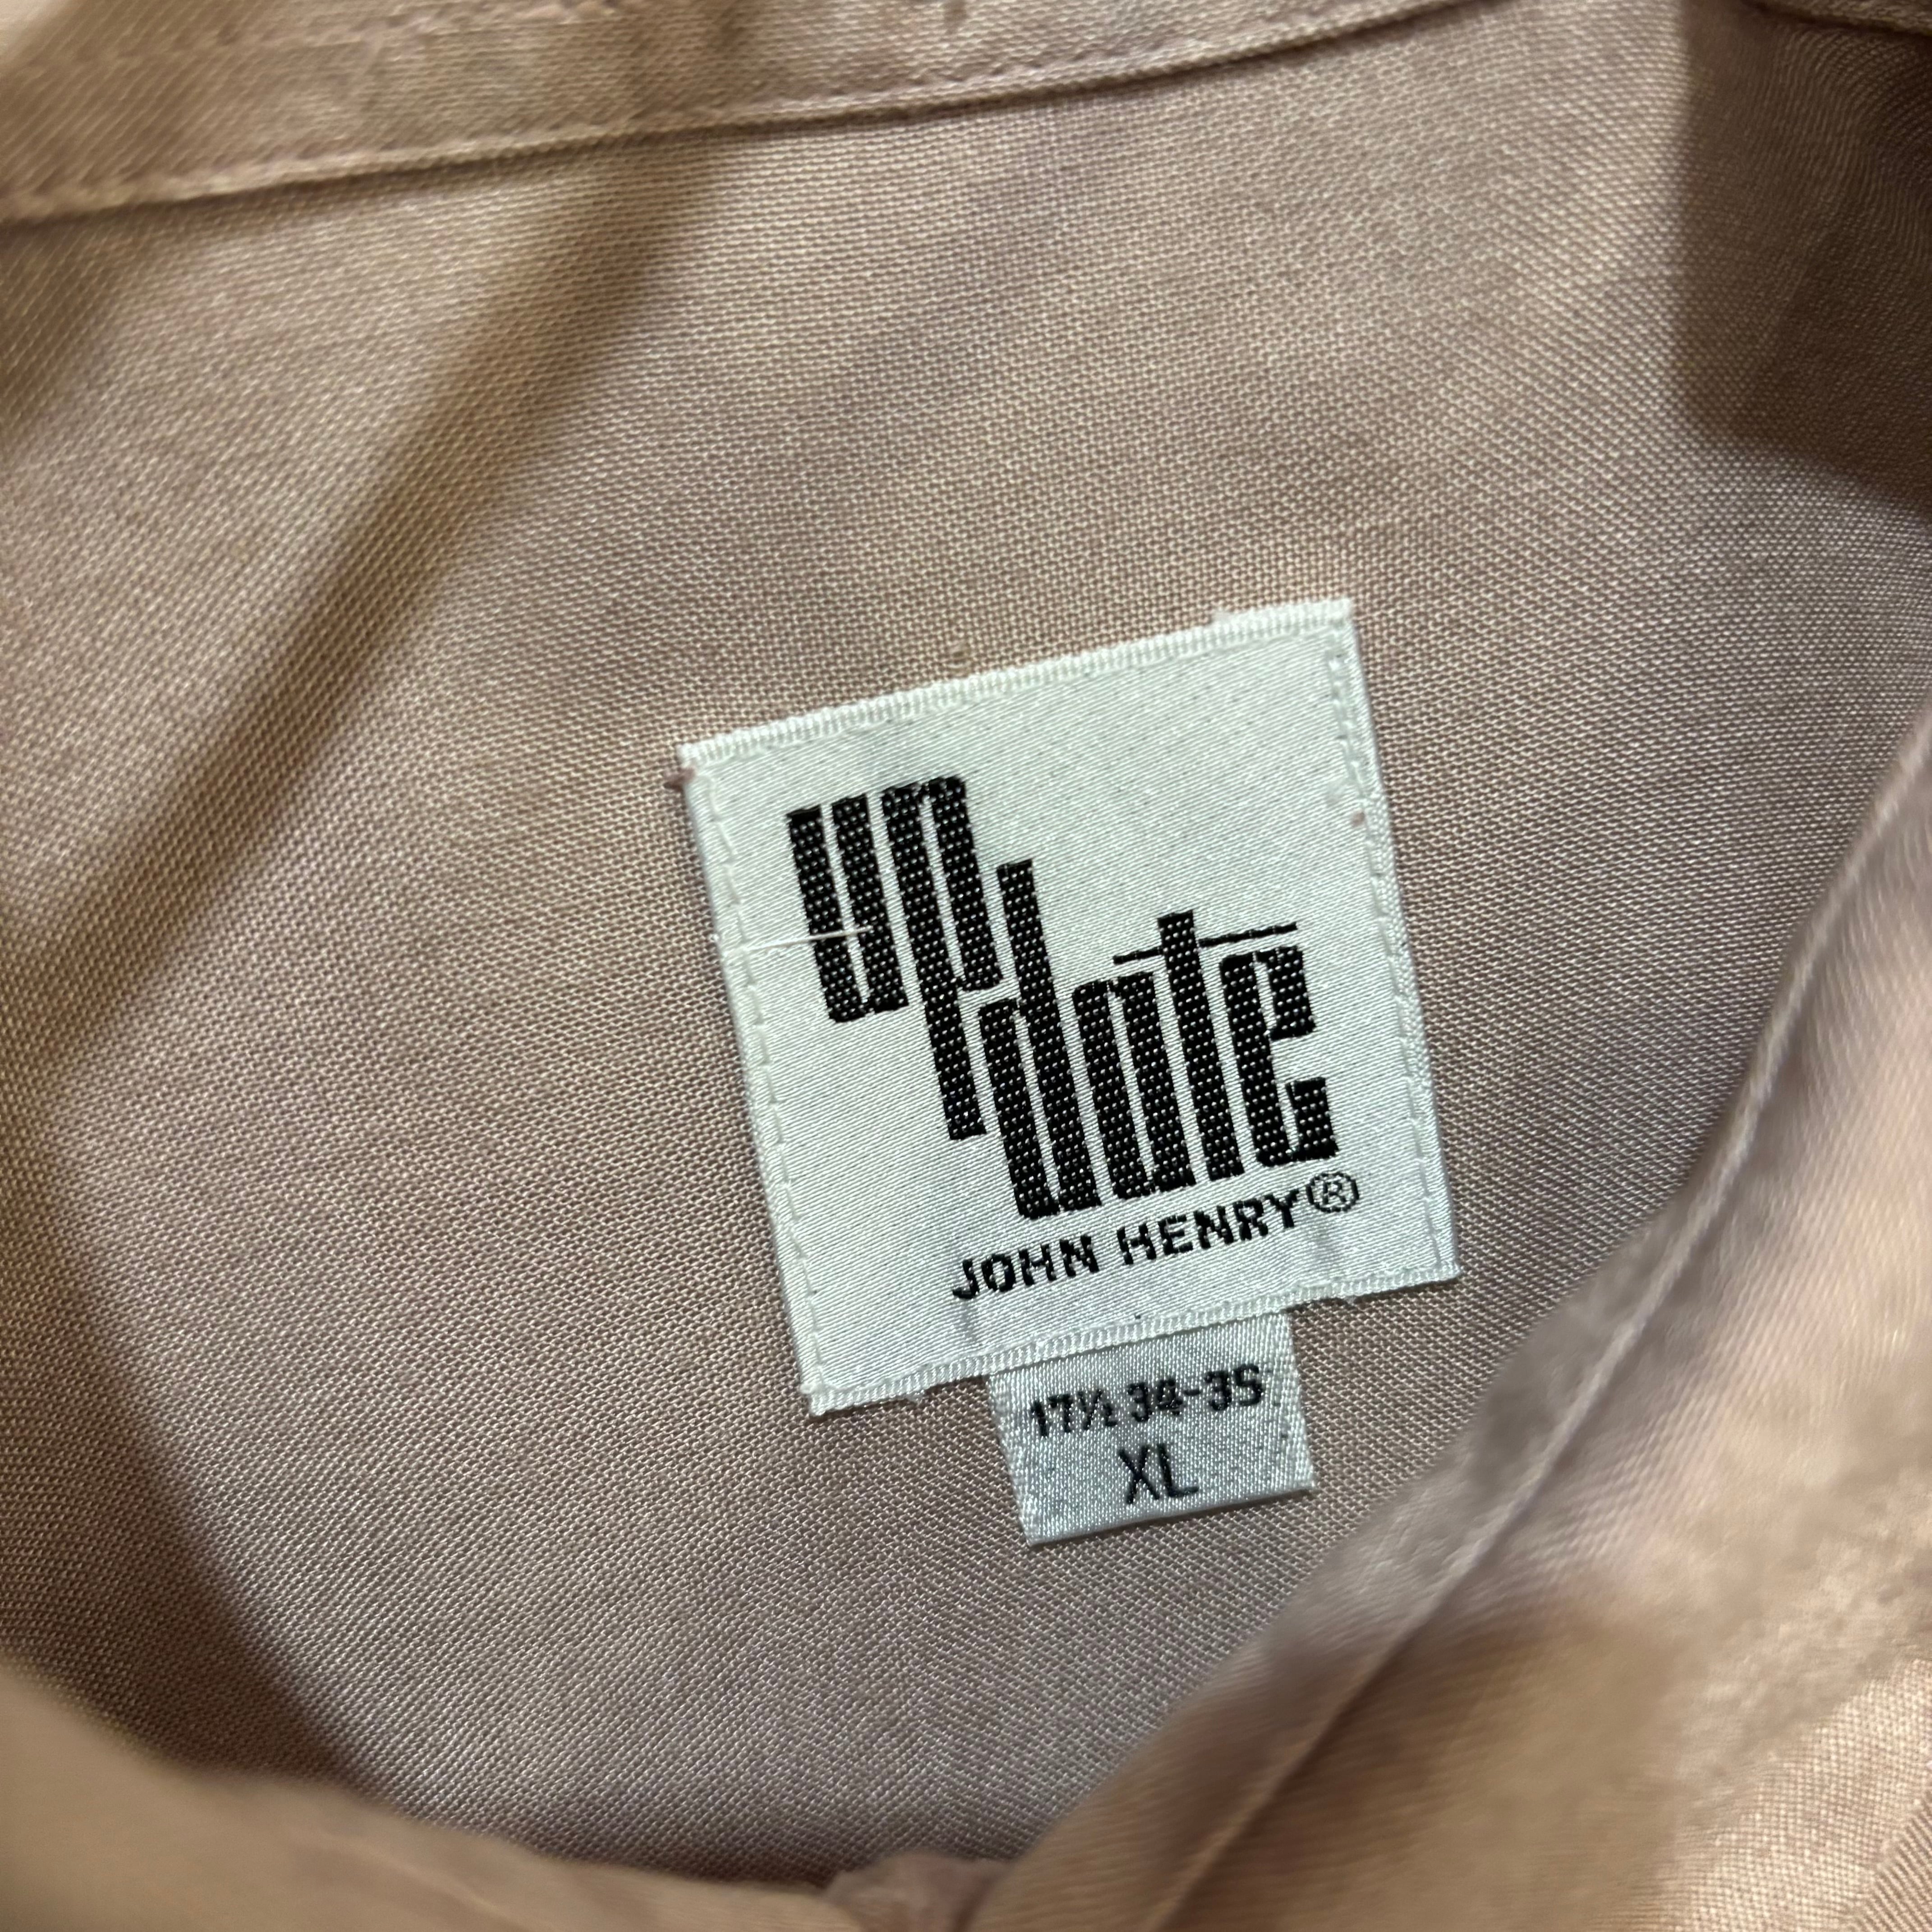 up
date
JOHN HENRY®
17½ 34-35
XL